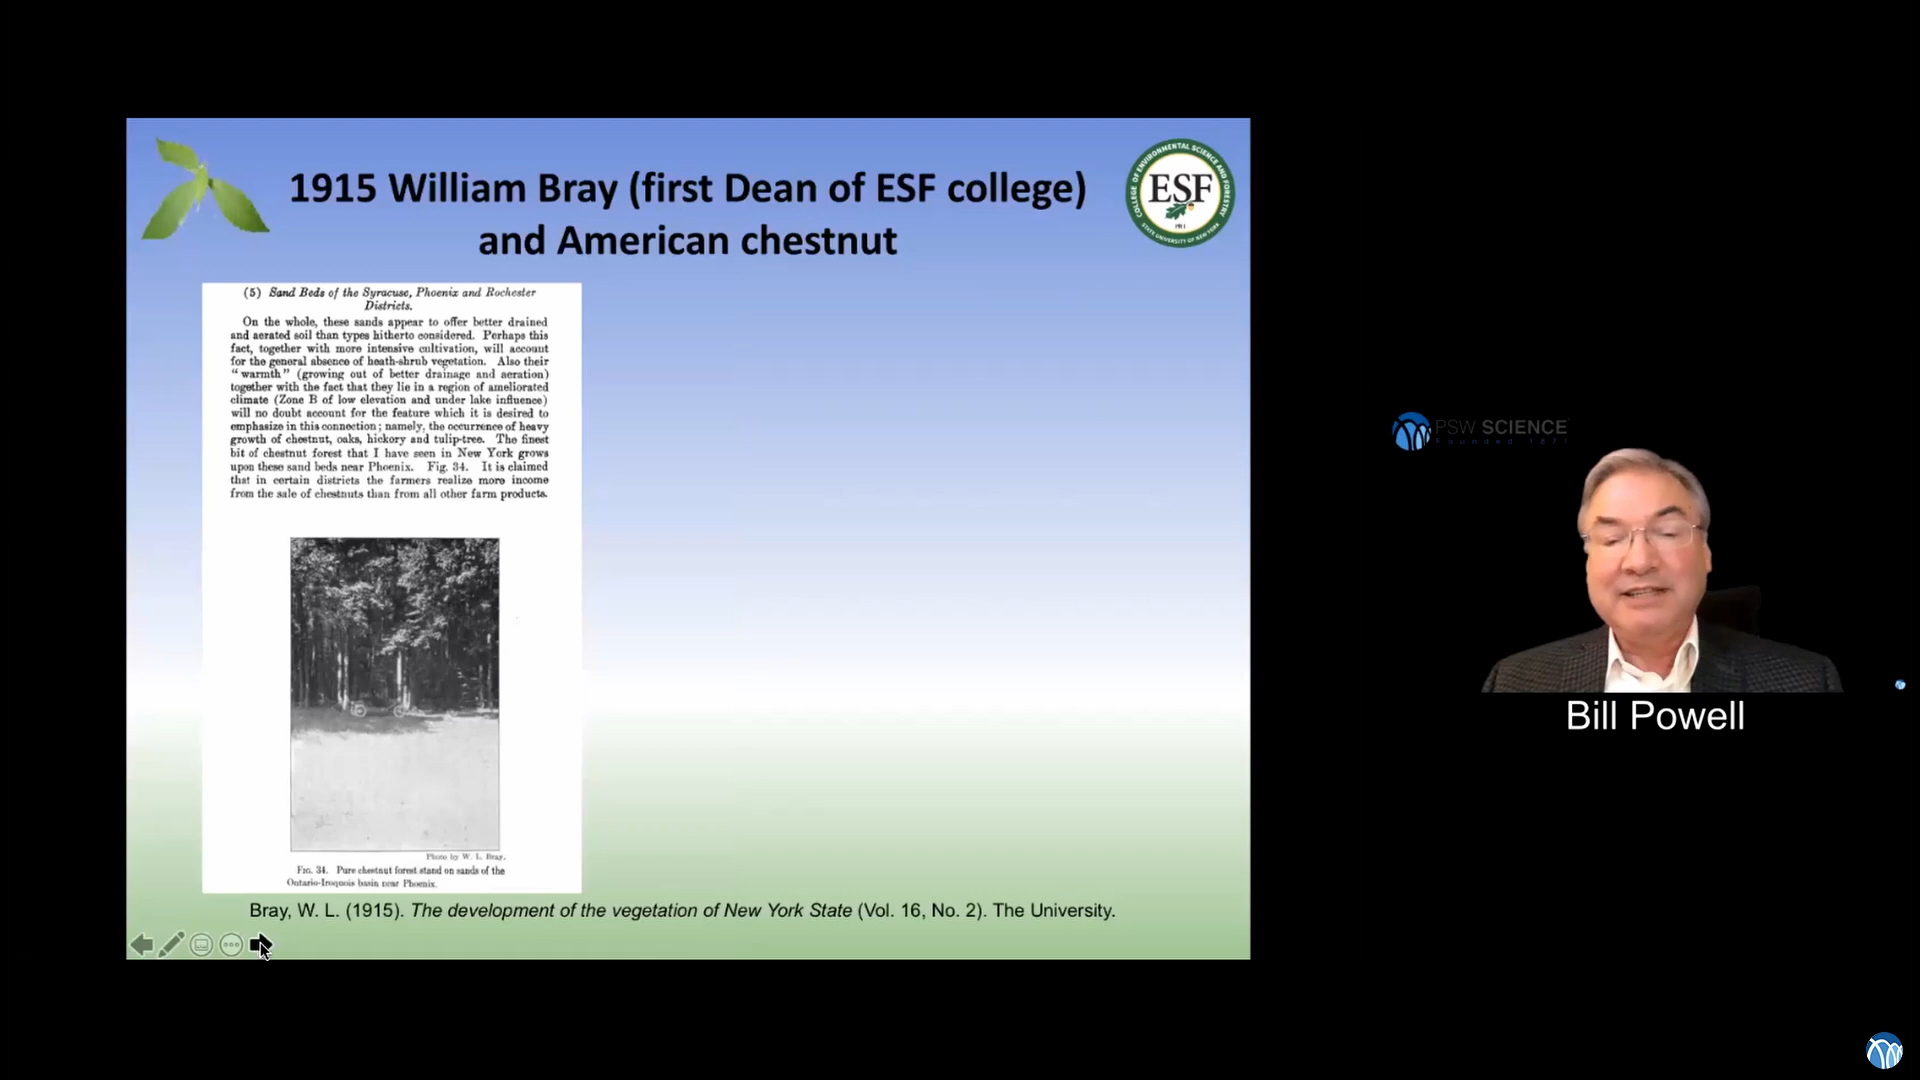 1915 William Bray (first Dean of ESF college)
and American chestnut
COLLEGE OF ENVIRONMENTAL SCIENCE AND FORESTRY
ESF
1911
STATE UNIVERSITY OF NEW YORK
(5) Sand Beds of the Syracuse, Phoenix and Rochester
Districts.
On the whole, these sands appear to offer better drained
and aerated soil than types hitherto considered. Perhaps this
fact, together with more intensive cultivation, will account
for the general absence of heath-shrub vegetation. Also their
“warmth” (growing out of better drainage and aeration)
together with the fact that they lie in a region of ameliorated
climate (Zone B of low elevation and under lake influence)
will no doubt account for the feature which it is desired to
emphasize in this connection; namely, the occurrence of heavy
growth of chestnut, oaks, hickory and tulip-tree. The finest
bit of chestnut forest that I have seen in New York grows
upon these sand beds near Phoenix. Fig. 34. It is claimed
that in certain districts the farmers realize more income
from the sale of chestnuts than from all other farm products.
Photo by W. L. Bray.
Fig. 34. Pure chestnut forest stand on sands of the
Ontario-Iroquois basin near Phoenix.
Bray, W. L. (1915). The development of the vegetation of New York State (Vol. 16, No. 2). The University.
PSW SCIENCE
Founded 1871
Bill Powell